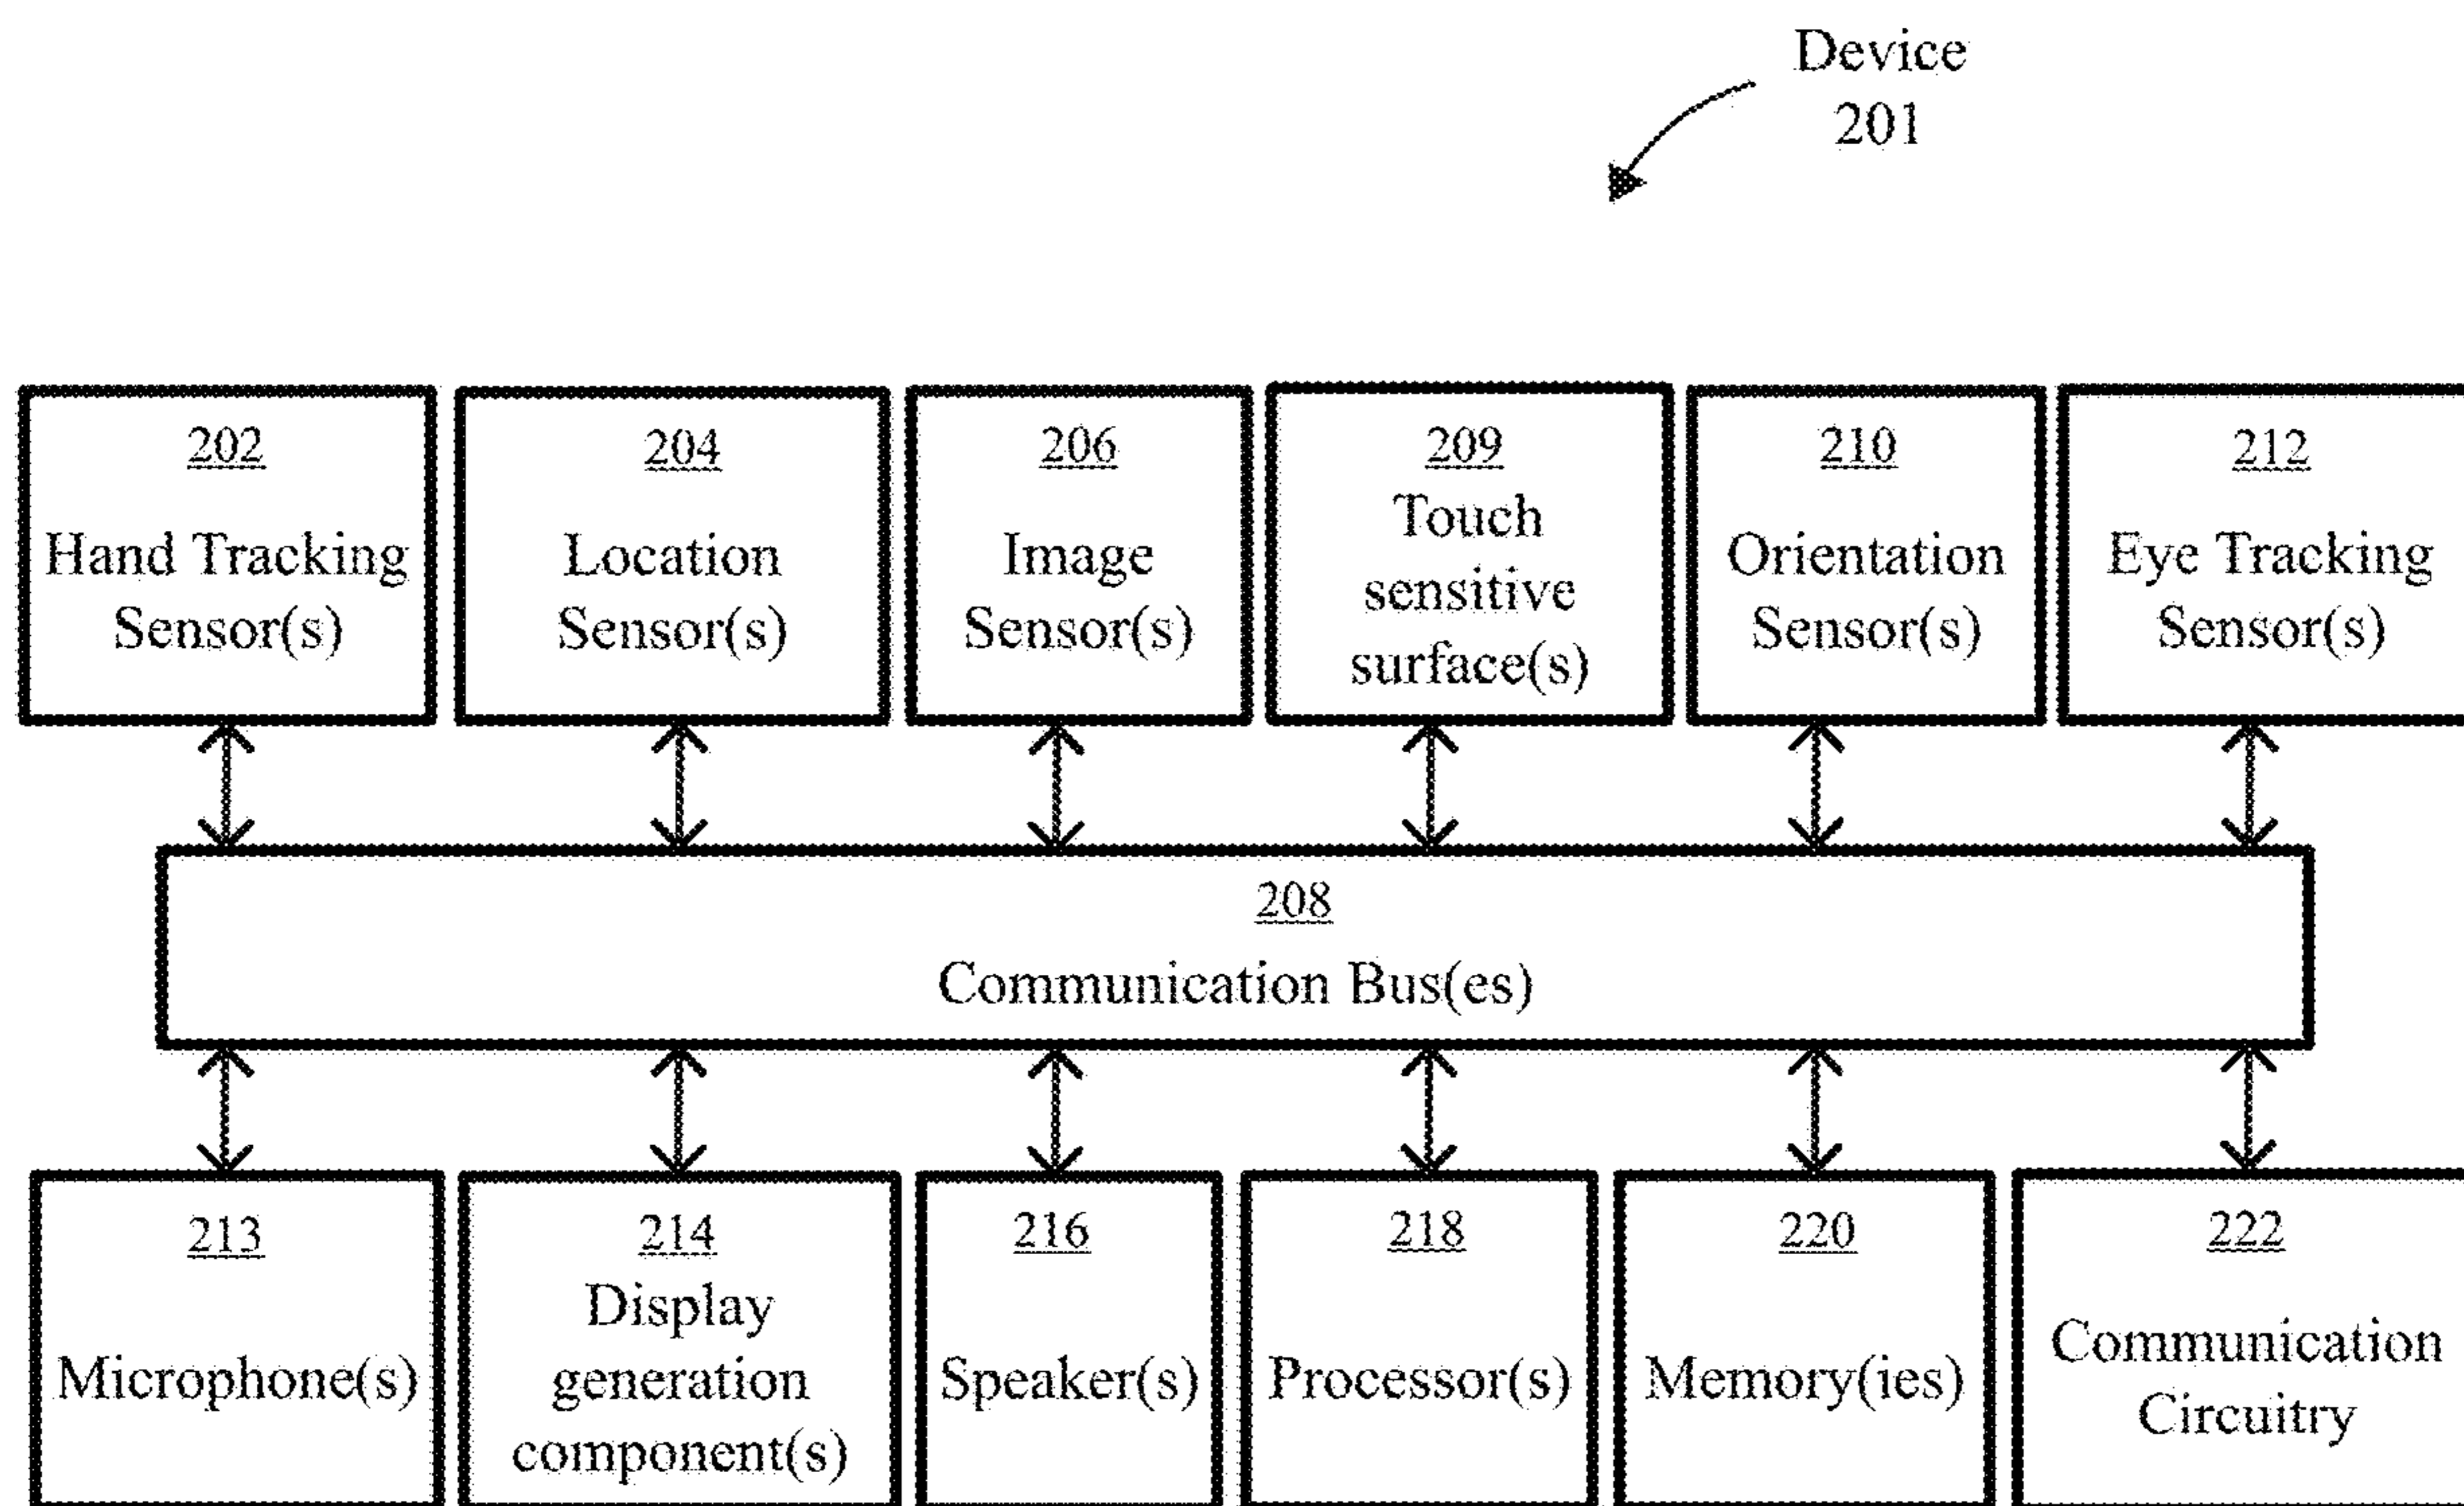 Device
201
202
Hand Tracking
Sensor(s)
204
Location
Sensor(s)
206
Image
Sensor(s)
209
Touch
sensitive
surface(s)
210
Orientation
Sensor(s)
212
Eye Tracking
Sensor(s)
208
Communication Bus(es)
213
Microphone(s)
214
Display
generation
component(s)
216
Speaker(s)
218
Processor(s)
220
Memory(ies)
222
Communication
Circuitry